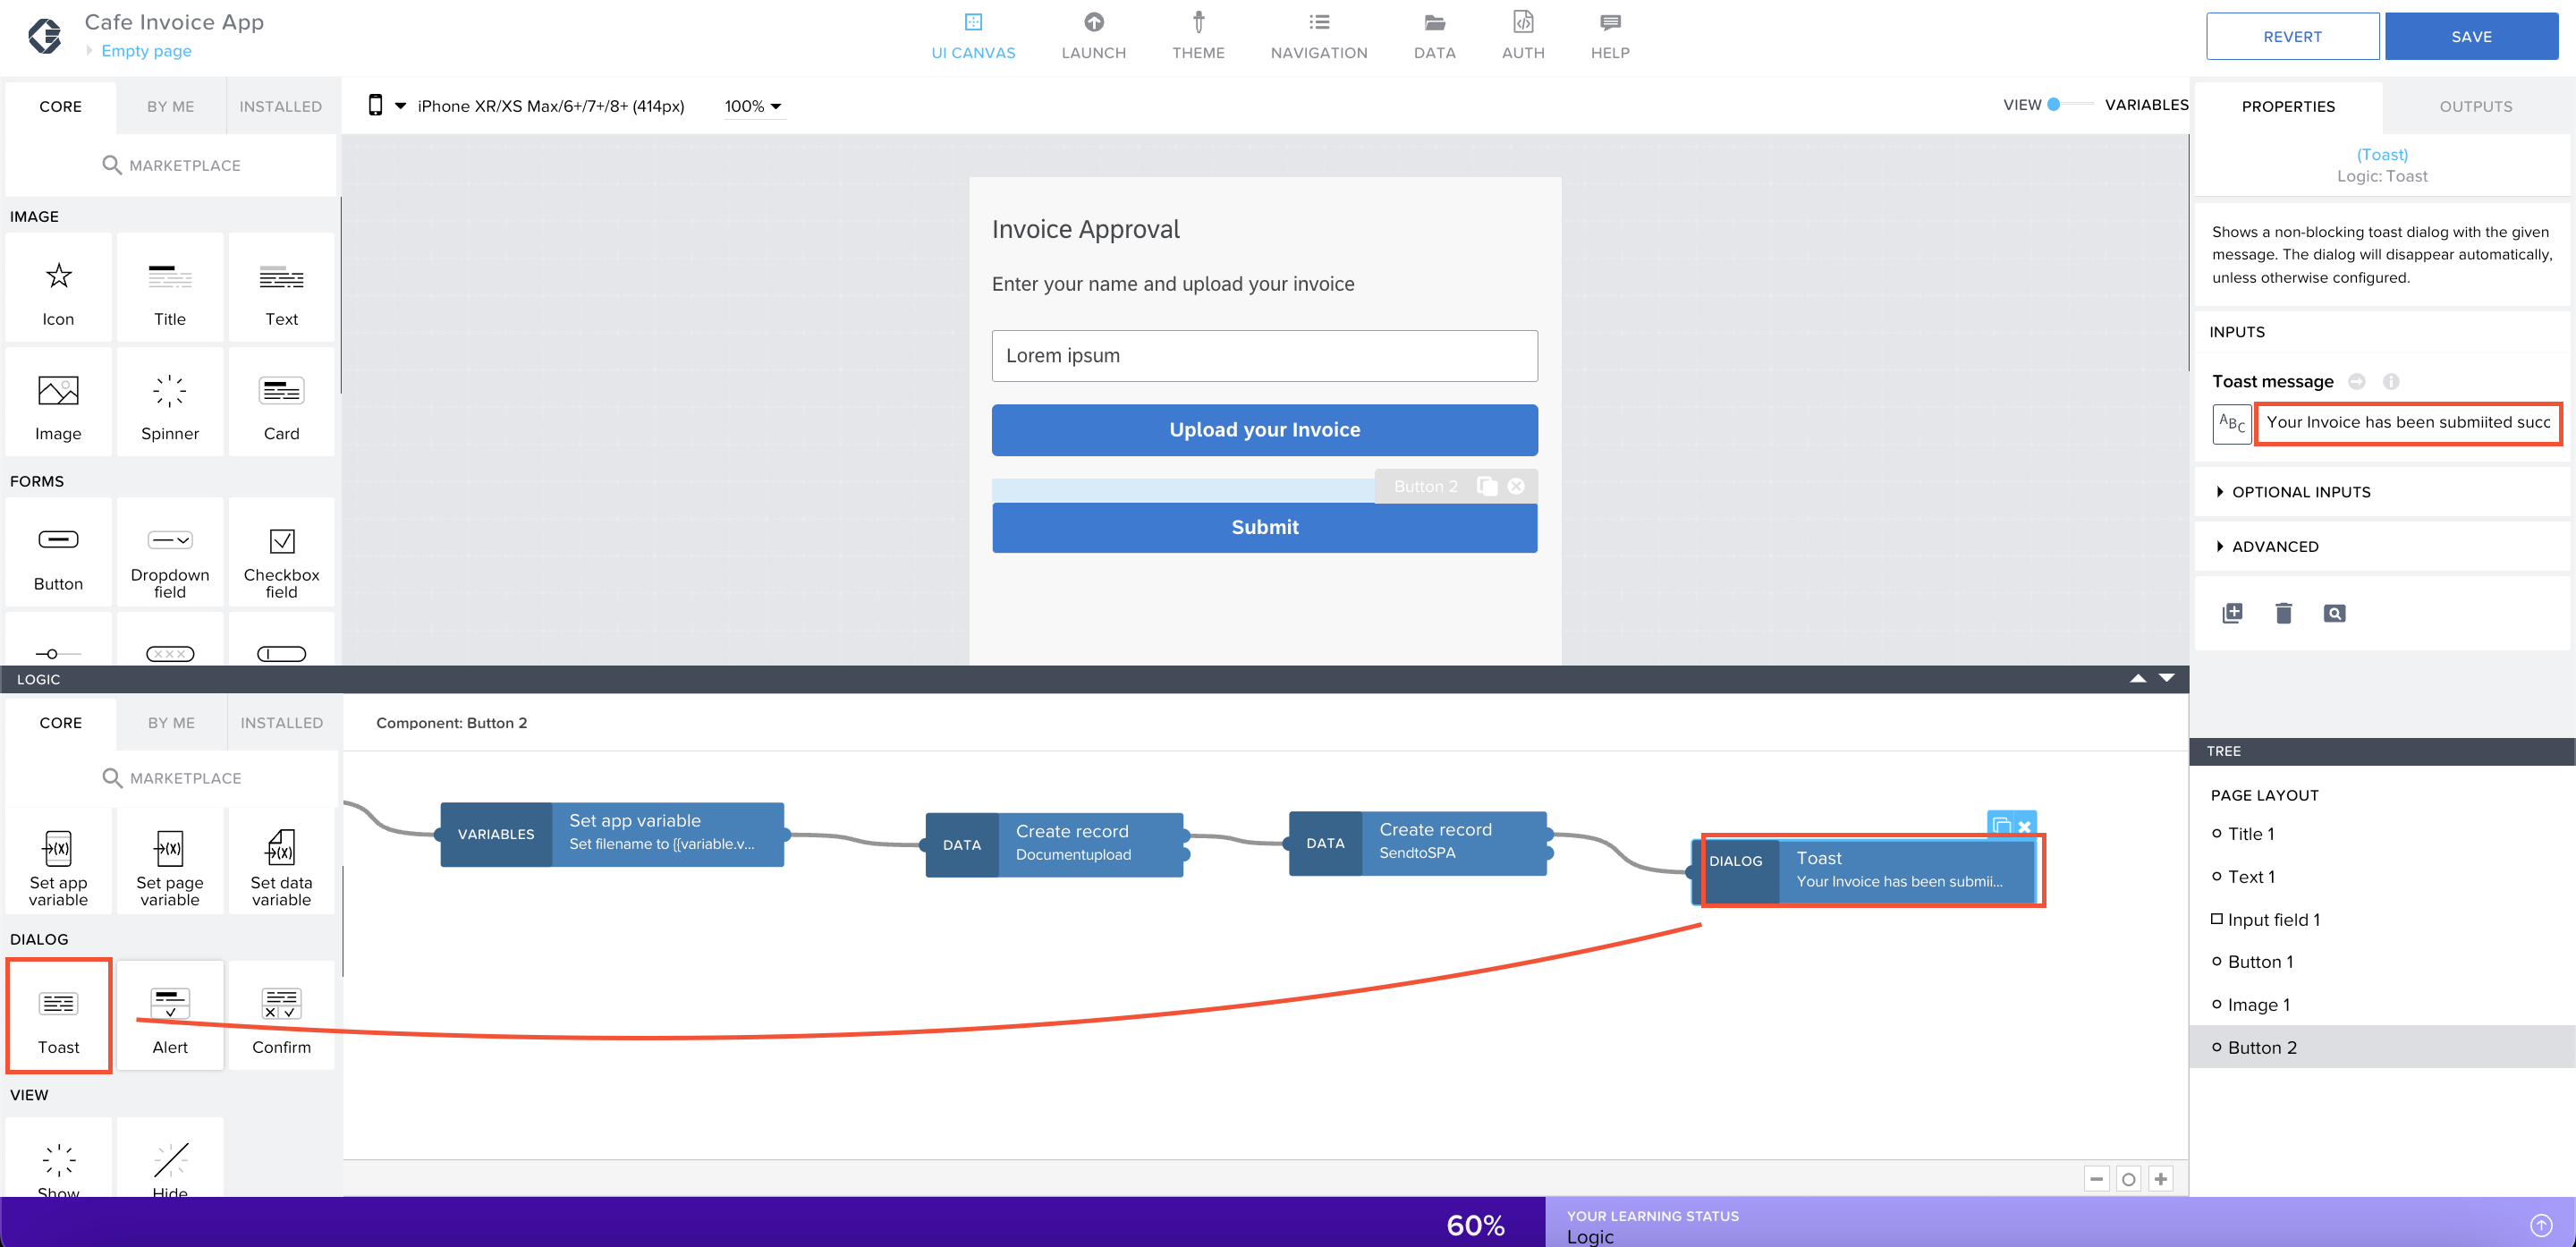 Cafe Invoice App
Empty page
UI CANVAS
LAUNCH
THEME
NAVIGATION
DATA
AUTH
HELP
REVERT
SAVE
CORE
BY ME
INSTALLED
iPhone XR/XS Max/6+/7+/8+ (414px)
100%
VIEW
VARIABLES
PROPERTIES
OUTPUTS
MARKETPLACE
(Toast)
Logic: Toast
IMAGE
Icon
Title
Text
Image
Spinner
Card
FORMS
Button
Dropdown
field
Checkbox
field
Invoice Approval
Enter your name and upload your invoice
Lorem ipsum
Upload your Invoice
Button 2
Submit
Shows a non-blocking toast dialog with the given
message. The dialog will disappear automatically,
unless otherwise configured.
INPUTS
Toast message
ABC
Your Invoice has been submiited succ
OPTIONAL INPUTS
ADVANCED
LOGIC
CORE
BY ME
INSTALLED
Component: Button 2
MARKETPLACE
Set app
variable
Set page
variable
Set data
variable
DIALOG
Toast
Alert
Confirm
VIEW
Show
Hide
VARIABLES
Set app variable
Set filename to {{variable.v...
DATA
Create record
Documentupload
DATA
Create record
SendtoSPA
DIALOG
Toast
Your Invoice has been submii...
TREE
PAGE LAYOUT
Title 1
Text 1
Input field 1
Button 1
Image 1
Button 2
60%
YOUR LEARNING STATUS
Logic